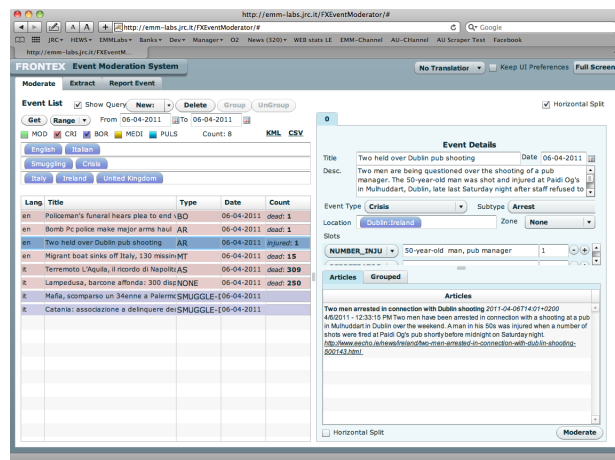 http://emm-labs.jrc.it/FXEventModerator/#
A A + http://emm-labs.jrc.it/FXEventModerator/# Q- Google
JRC HEWS EMMLabs Banks Dev Manager O2 News (320) WEB stats LE EMM-Channel AU-CHannel AU Scraper Test Facebook
http://emm-labs.jrc.it/FXEventM...
FRONTEX Event Moderation System No Translation Keep UI Preferences Full Screen
Moderate Extract Report Event
Event List Show Query New: Delete Group UnGroup Horizontal Split
Get Range From 06-04-2011 To 06-04-2011
MOD CRI BOR MEDI PULS Count: 8 KML CSV
English Italian
Smuggling Crisis
Italy Ireland United Kingdom
Lang. Title Type Date Count
en Policeman's funeral hears plea to end BO 06-04-2011 dead: 1
en Bomb Pc police make major arms haul AR 06-04-2011 dead: 1
en Two held over Dublin pub shooting AR 06-04-2011 injured: 1
en Migrant boat sinks off Italy, 130 missin MT 06-04-2011 dead: 15
it Terremoto L'Aquila, il ricordo di Napolit AS 06-04-2011 dead: 309
it Lampedusa, barcone affonda: 300 disp NONE 06-04-2011 dead: 250
it Mafia, scomparso un 34enne a Palerm SMUGGLE-D 06-04-2011
it Catania: associazione a delinquere de SMUGGLE-D 06-04-2011
0
Event Details
Title Two held over Dublin pub shooting Date 06-04-2011
Desc. Two men are being questioned over the shooting of a pub
manager. The 50-year-old man was shot and injured at Paidi Og's
in Mulhuddart, Dublin, late last Saturday night after staff refused to
Event Type Crisis Subtype Arrest
Location Dublin:Ireland Zone None
Slots
NUMBER_INJU 50-year-old man, pub manager 1
Articles Grouped
Articles
Two men arrested in connection with Dublin shooting 2011-04-06T14:01+0200
4/6/2011 - 12:33:15 PM Two men have been arrested in connection with a shooting at a pub
in Mulhuddart in Dublin over the weekend. A man in his 50s was injured when a number of
shots were fired at Paidi Og's pub shortly before midnight on Saturday night.
http://www.eecho.ie/news/ireland/two-men-arrested-in-connection-with-dublin-shooting-
500143.html
Horizontal Split Moderate